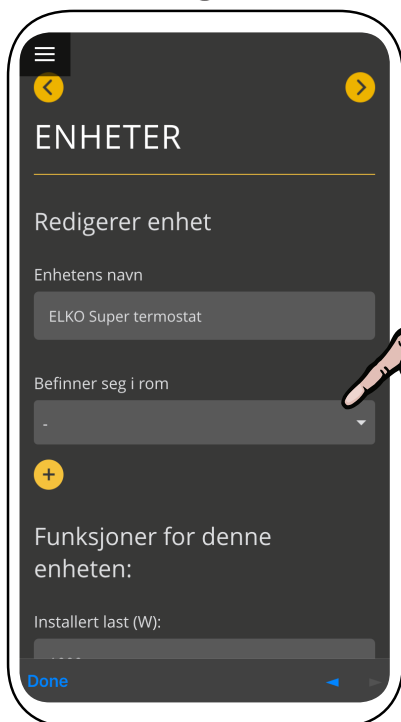 ENHETER
Redigerer enhet
Enhetens navn
ELKO Super termostat
Befinner seg i rom
-
Funksjoner for denne
enheten:
Installert last (W):
Done